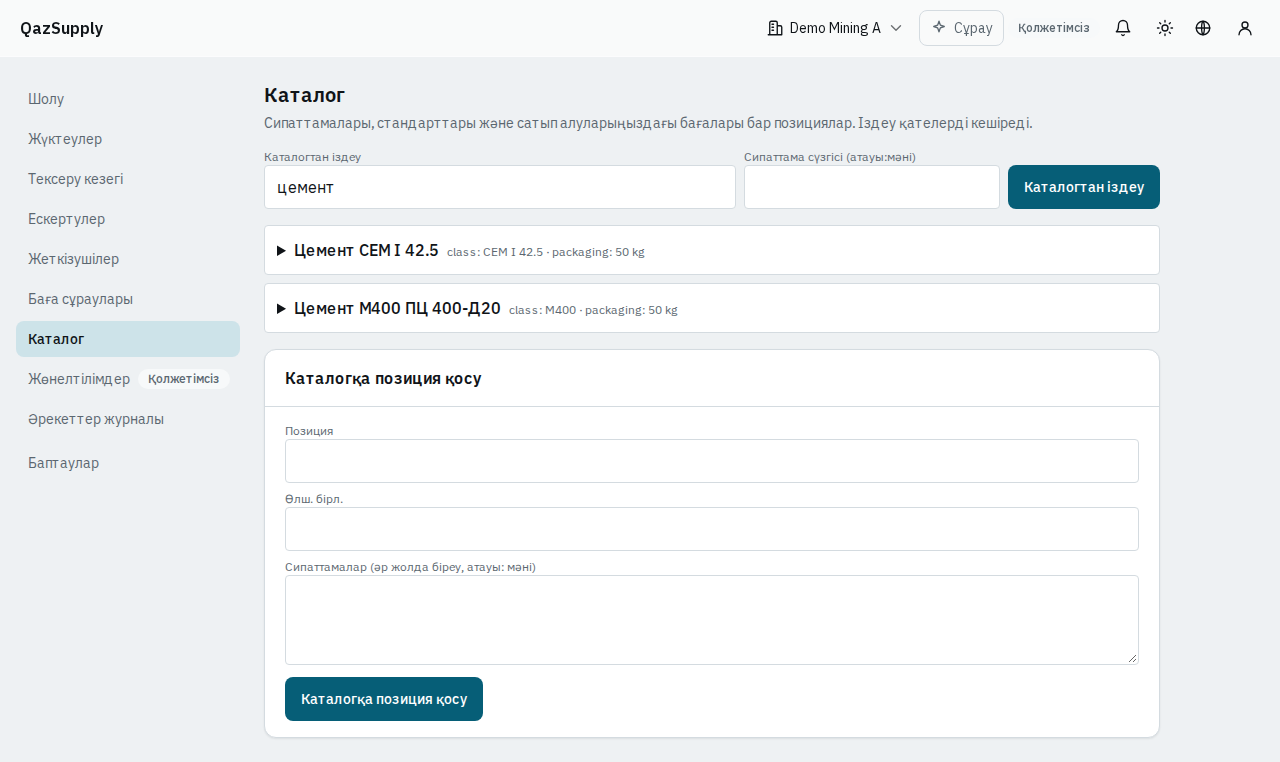 QazSupply
Demo Mining A
Сұрау
Қолжетімсіз
Шолу
Жүктеулер
Тексеру кезегі
Ескертулер
Жеткізушілер
Баға сұраулары
Каталог
Жөнелтілімдер Қолжетімсіз
Әрекеттер журналы
Баптаулар
Каталог
Сипаттамалары, стандарттары және сатып алуларыңыздағы бағалары бар позициялар. Іздеу қателерді кешіреді.
Каталогтан іздеу
цемент
Сипаттама сүзгісі (атауы:мәні)
Каталогтан іздеу
Цемент CEM I 42.5 class: CEM I 42.5 · packaging: 50 kg
Цемент М400 ПЦ 400-Д20 class: M400 · packaging: 50 kg
Каталогқа позиция қосу
Позиция
Өлш. бірл.
Сипаттамалар (әр жолда біреу, атауы: мәні)
Каталогқа позиция қосу